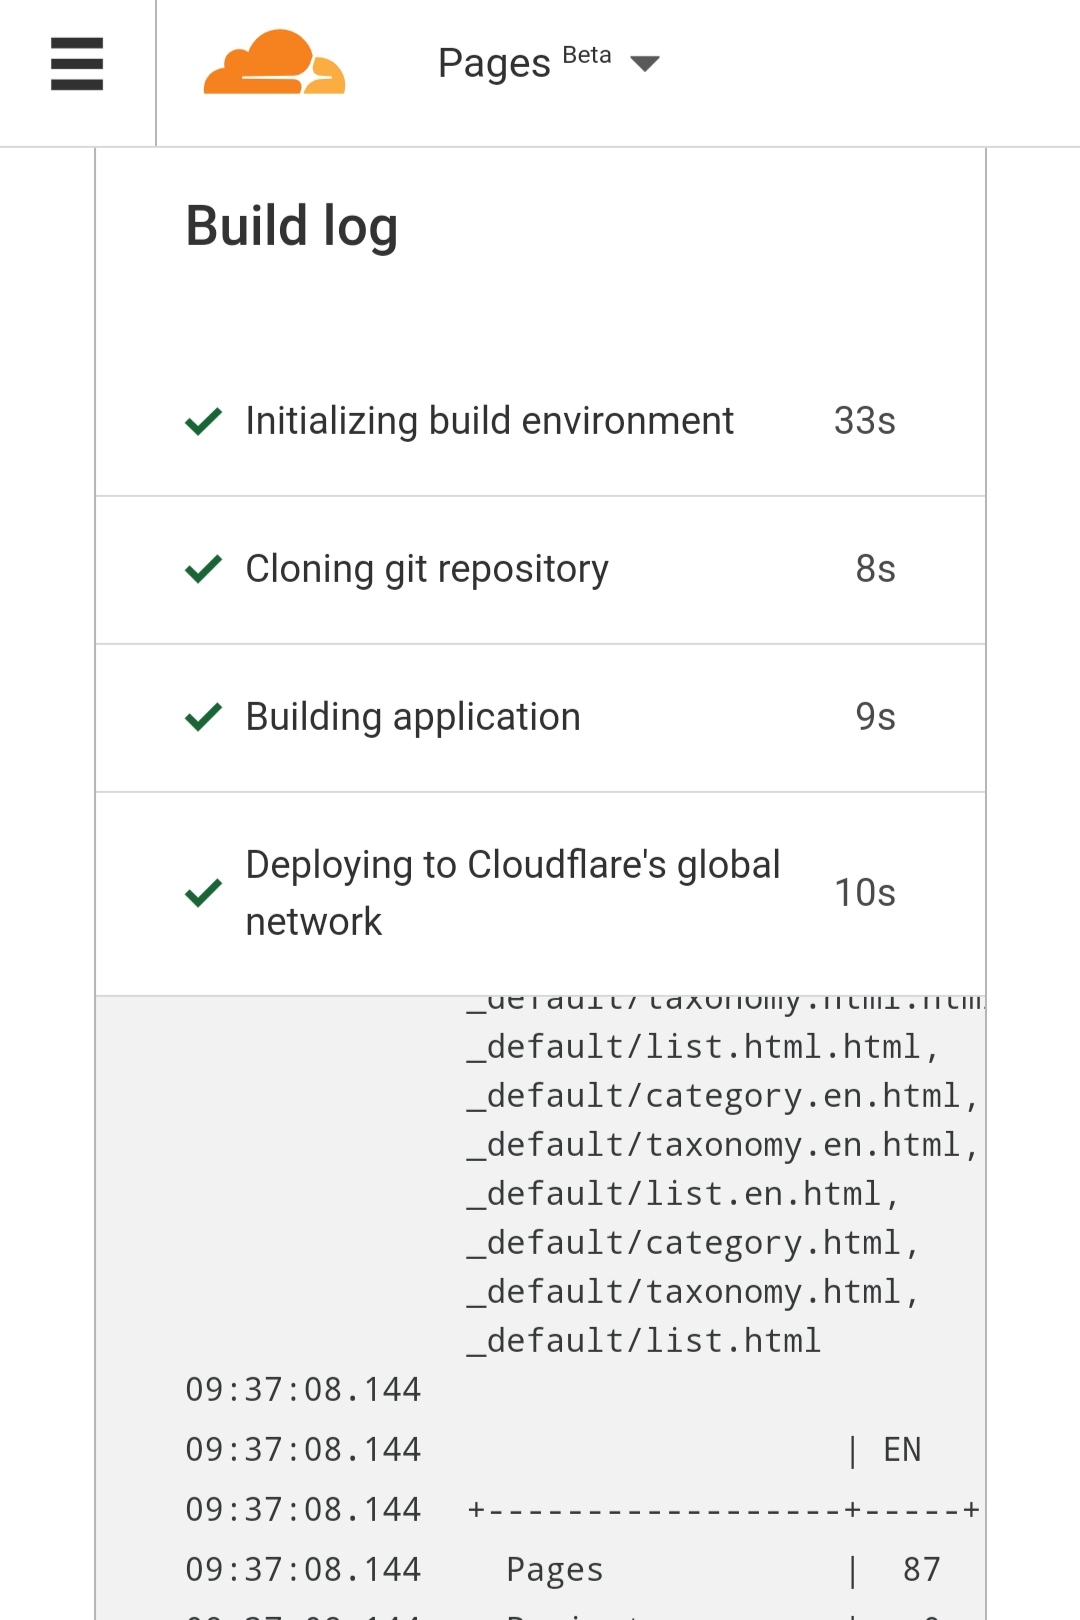 Pages Beta
Build log
Initializing build environment 33s
Cloning git repository 8s
Building application 9s
Deploying to Cloudflare's global
network
10s
_default/list.html.html,
_default/category.en.html,
_default/taxonomy.en.html,
_default/list.en.html,
_default/category.html,
_default/taxonomy.html,
_default/list.html
09:37:08.144
09:37:08.144 | EN
09:37:08.144 +------------------+-----+
09:37:08.144 Pages | 87